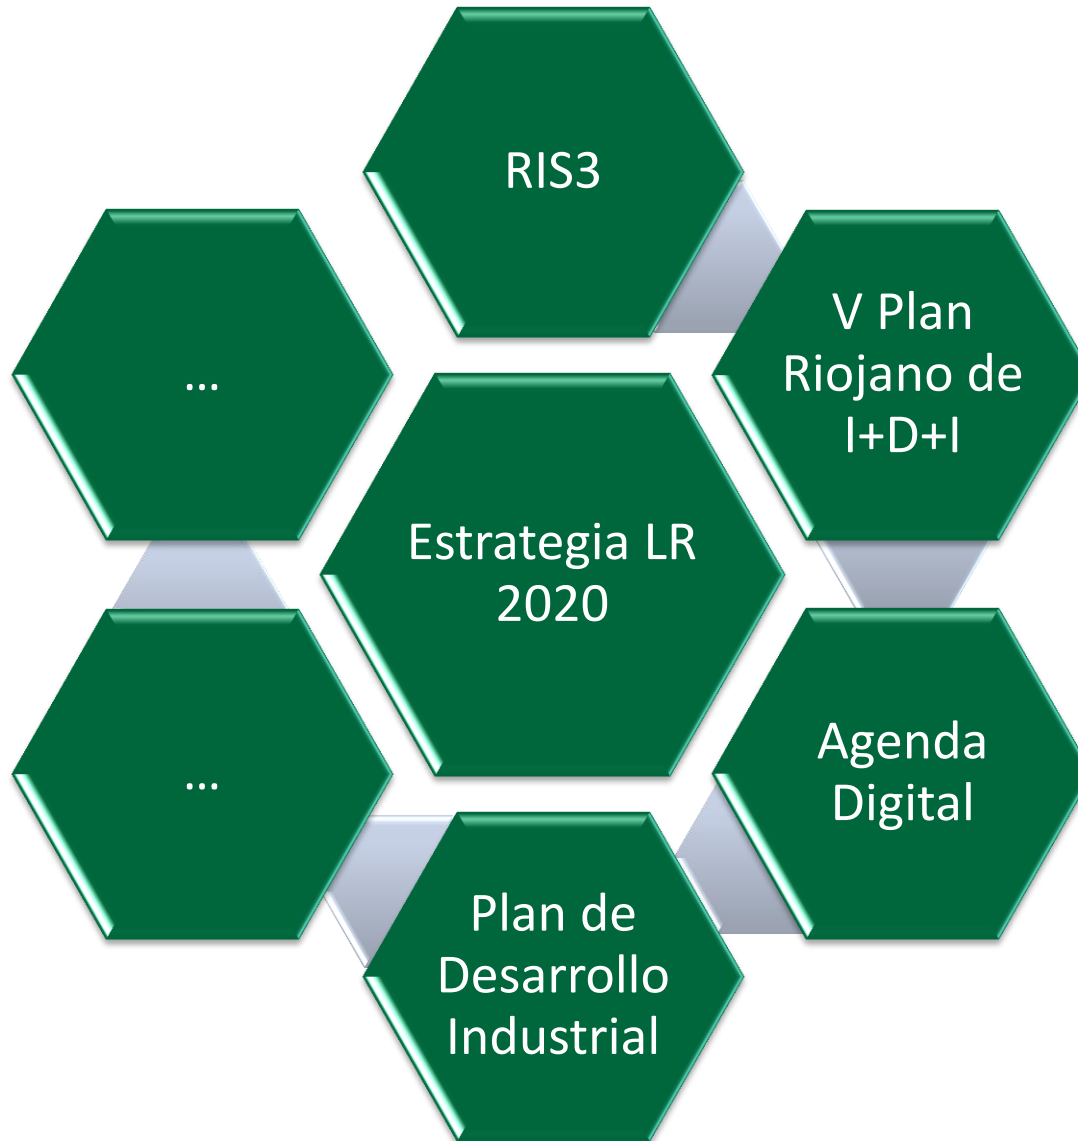 RIS3
V Plan
Riojano de
I+D+I
...
Estrategia LR
2020
Agenda
Digital
...
Plan de
Desarrollo
Industrial